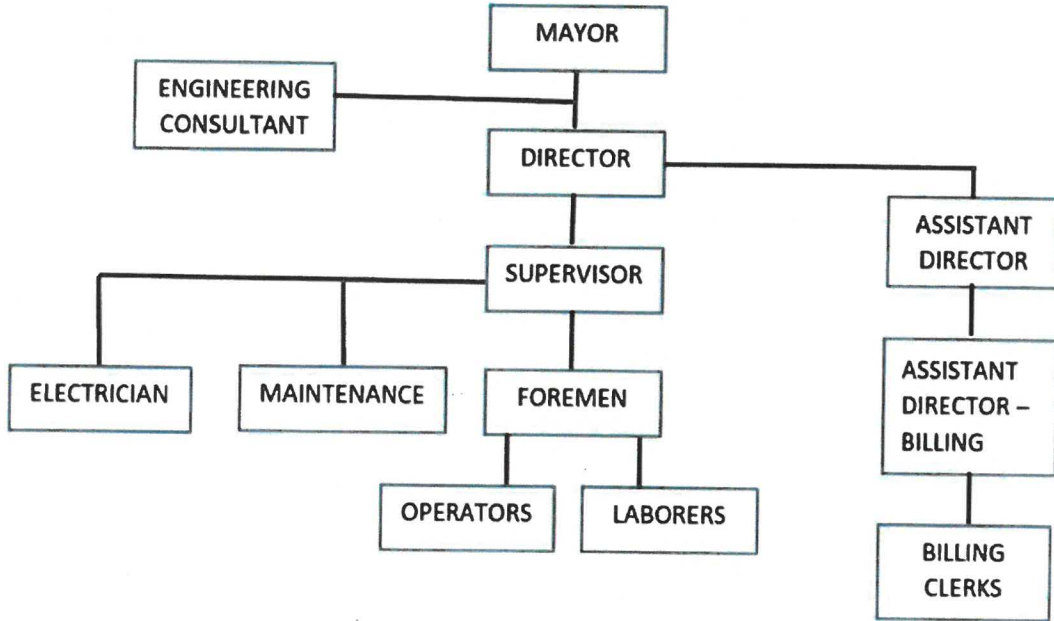 MAYOR
ENGINEERING
CONSULTANT
DIRECTOR
ASSISTANT
DIRECTOR
SUPERVISOR
ELECTRICIAN
MAINTENANCE
FOREMEN
ASSISTANT
DIRECTOR –
BILLING
OPERATORS
LABORERS
BILLING
CLERKS